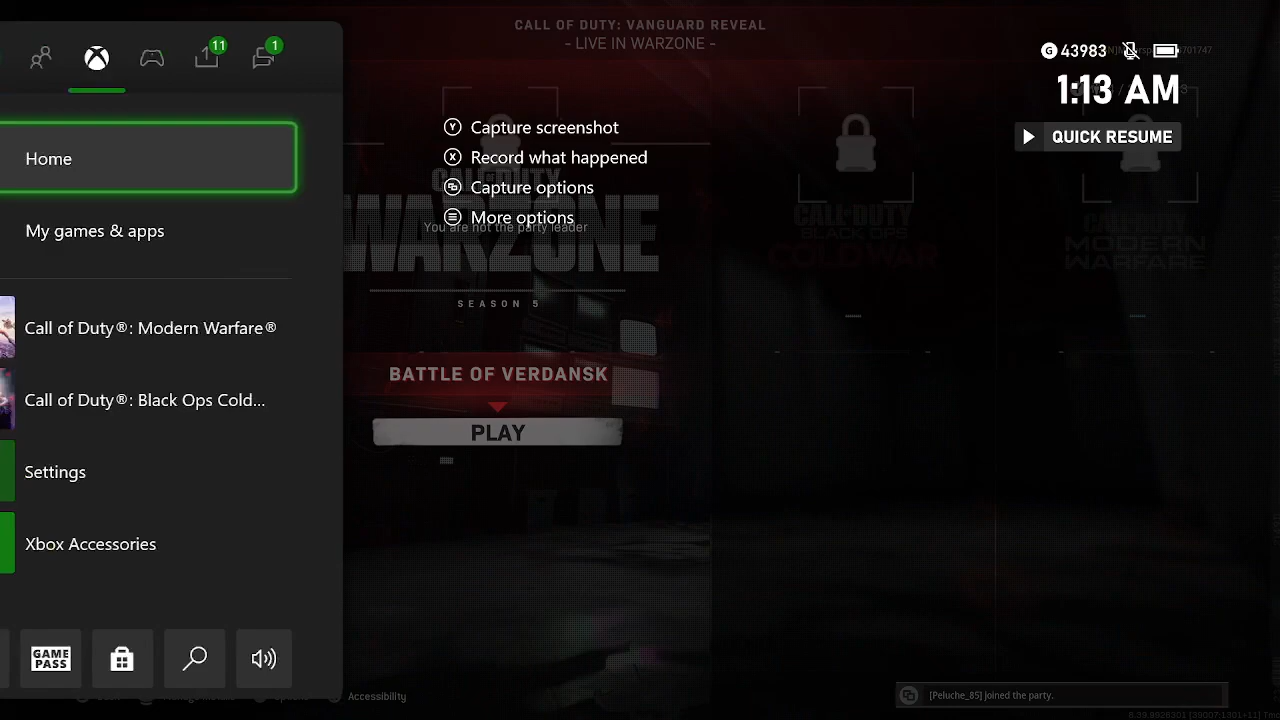 CALL OF DUTY: VANGUARD REVEAL
- LIVE IN WARZONE -
11
1
43983
1:13 AM
QUICK RESUME
Home
My games & apps
Call of Duty®: Modern Warfare®
Call of Duty®: Black Ops Cold...
Settings
Xbox Accessories
GAME
PASS
Y Capture screenshot
X Record what happened
Capture options
More options
You are not the party leader
CALL OF DUTY
WARZONE
SEASON 5
BATTLE OF VERDANSK
PLAY
CALL OF DUTY
BLACK OPS
COLD WAR
CALL OF DUTY
MODERN
WARFARE
Accessibility
[Peluche_85] joined the party.